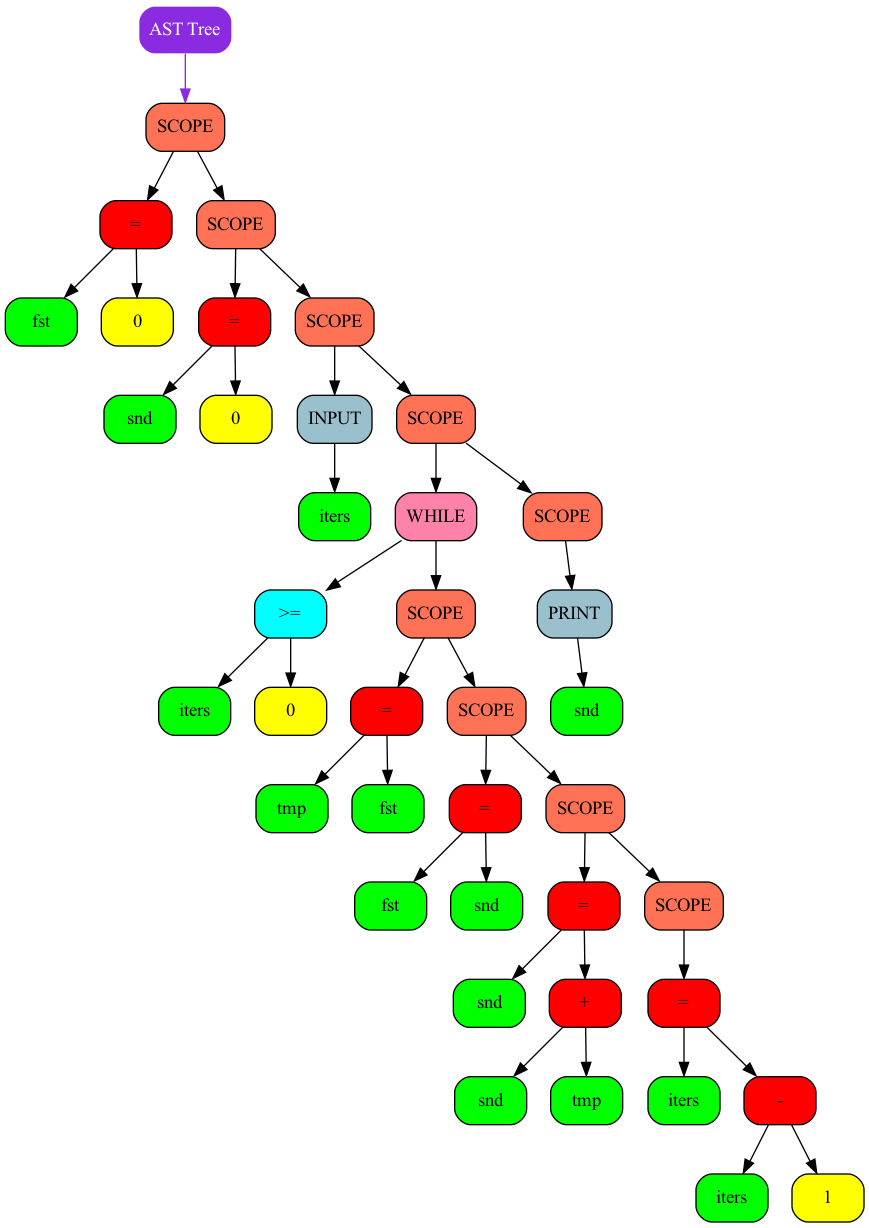 AST Tree
SCOPE
=
SCOPE
fst
0
=
SCOPE
snd
0
INPUT
SCOPE
iters
WHILE
SCOPE
>=
SCOPE
PRINT
iters
0
=
SCOPE
snd
tmp
fst
=
SCOPE
fst
snd
=
SCOPE
snd
+
=
snd
tmp
iters
-
iters
1